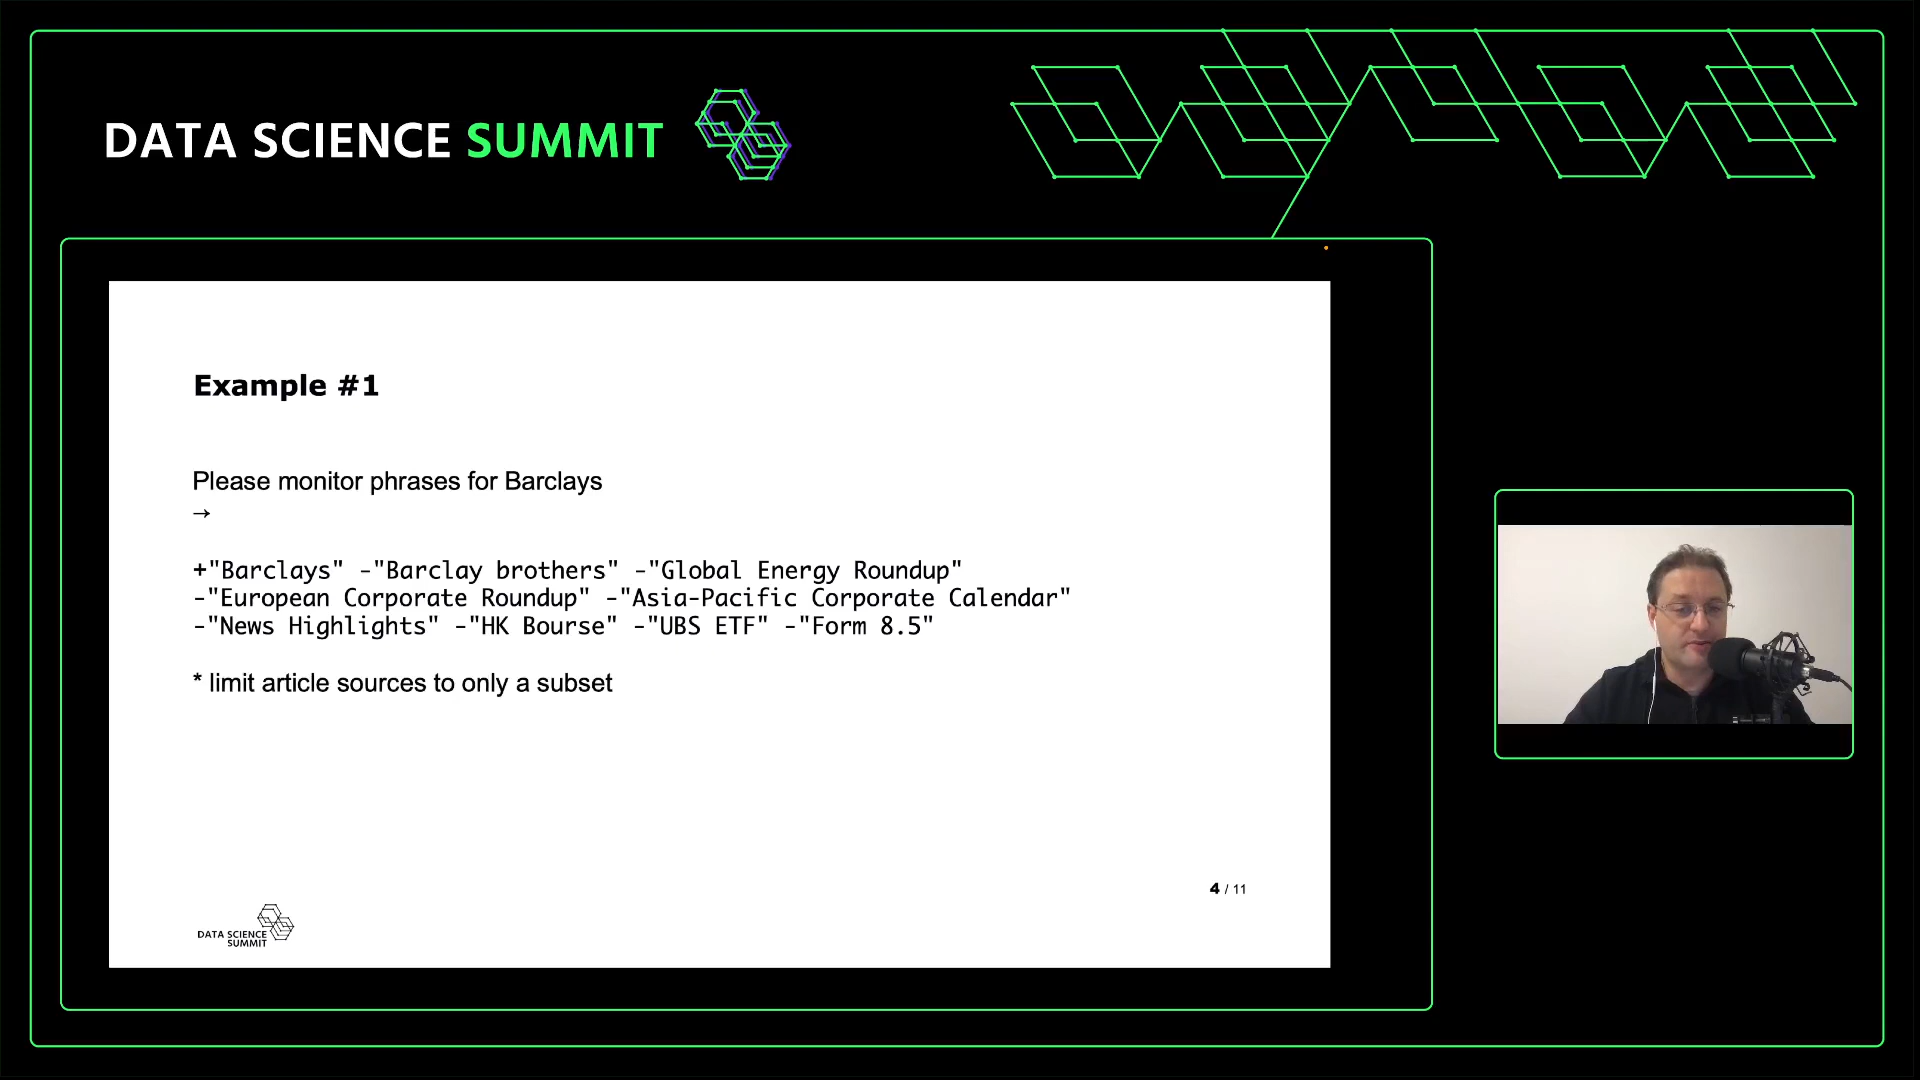 DATA SCIENCE SUMMIT
Example #1
Please monitor phrases for Barclays
→
+"Barclays" -"Barclay brothers" -"Global Energy Roundup"
-"European Corporate Roundup" -"Asia-Pacific Corporate Calendar"
-"News Highlights" -"HK Bourse" -"UBS ETF" -"Form 8.5"
* limit article sources to only a subset
4 / 11
DATA SCIENCE
SUMMIT